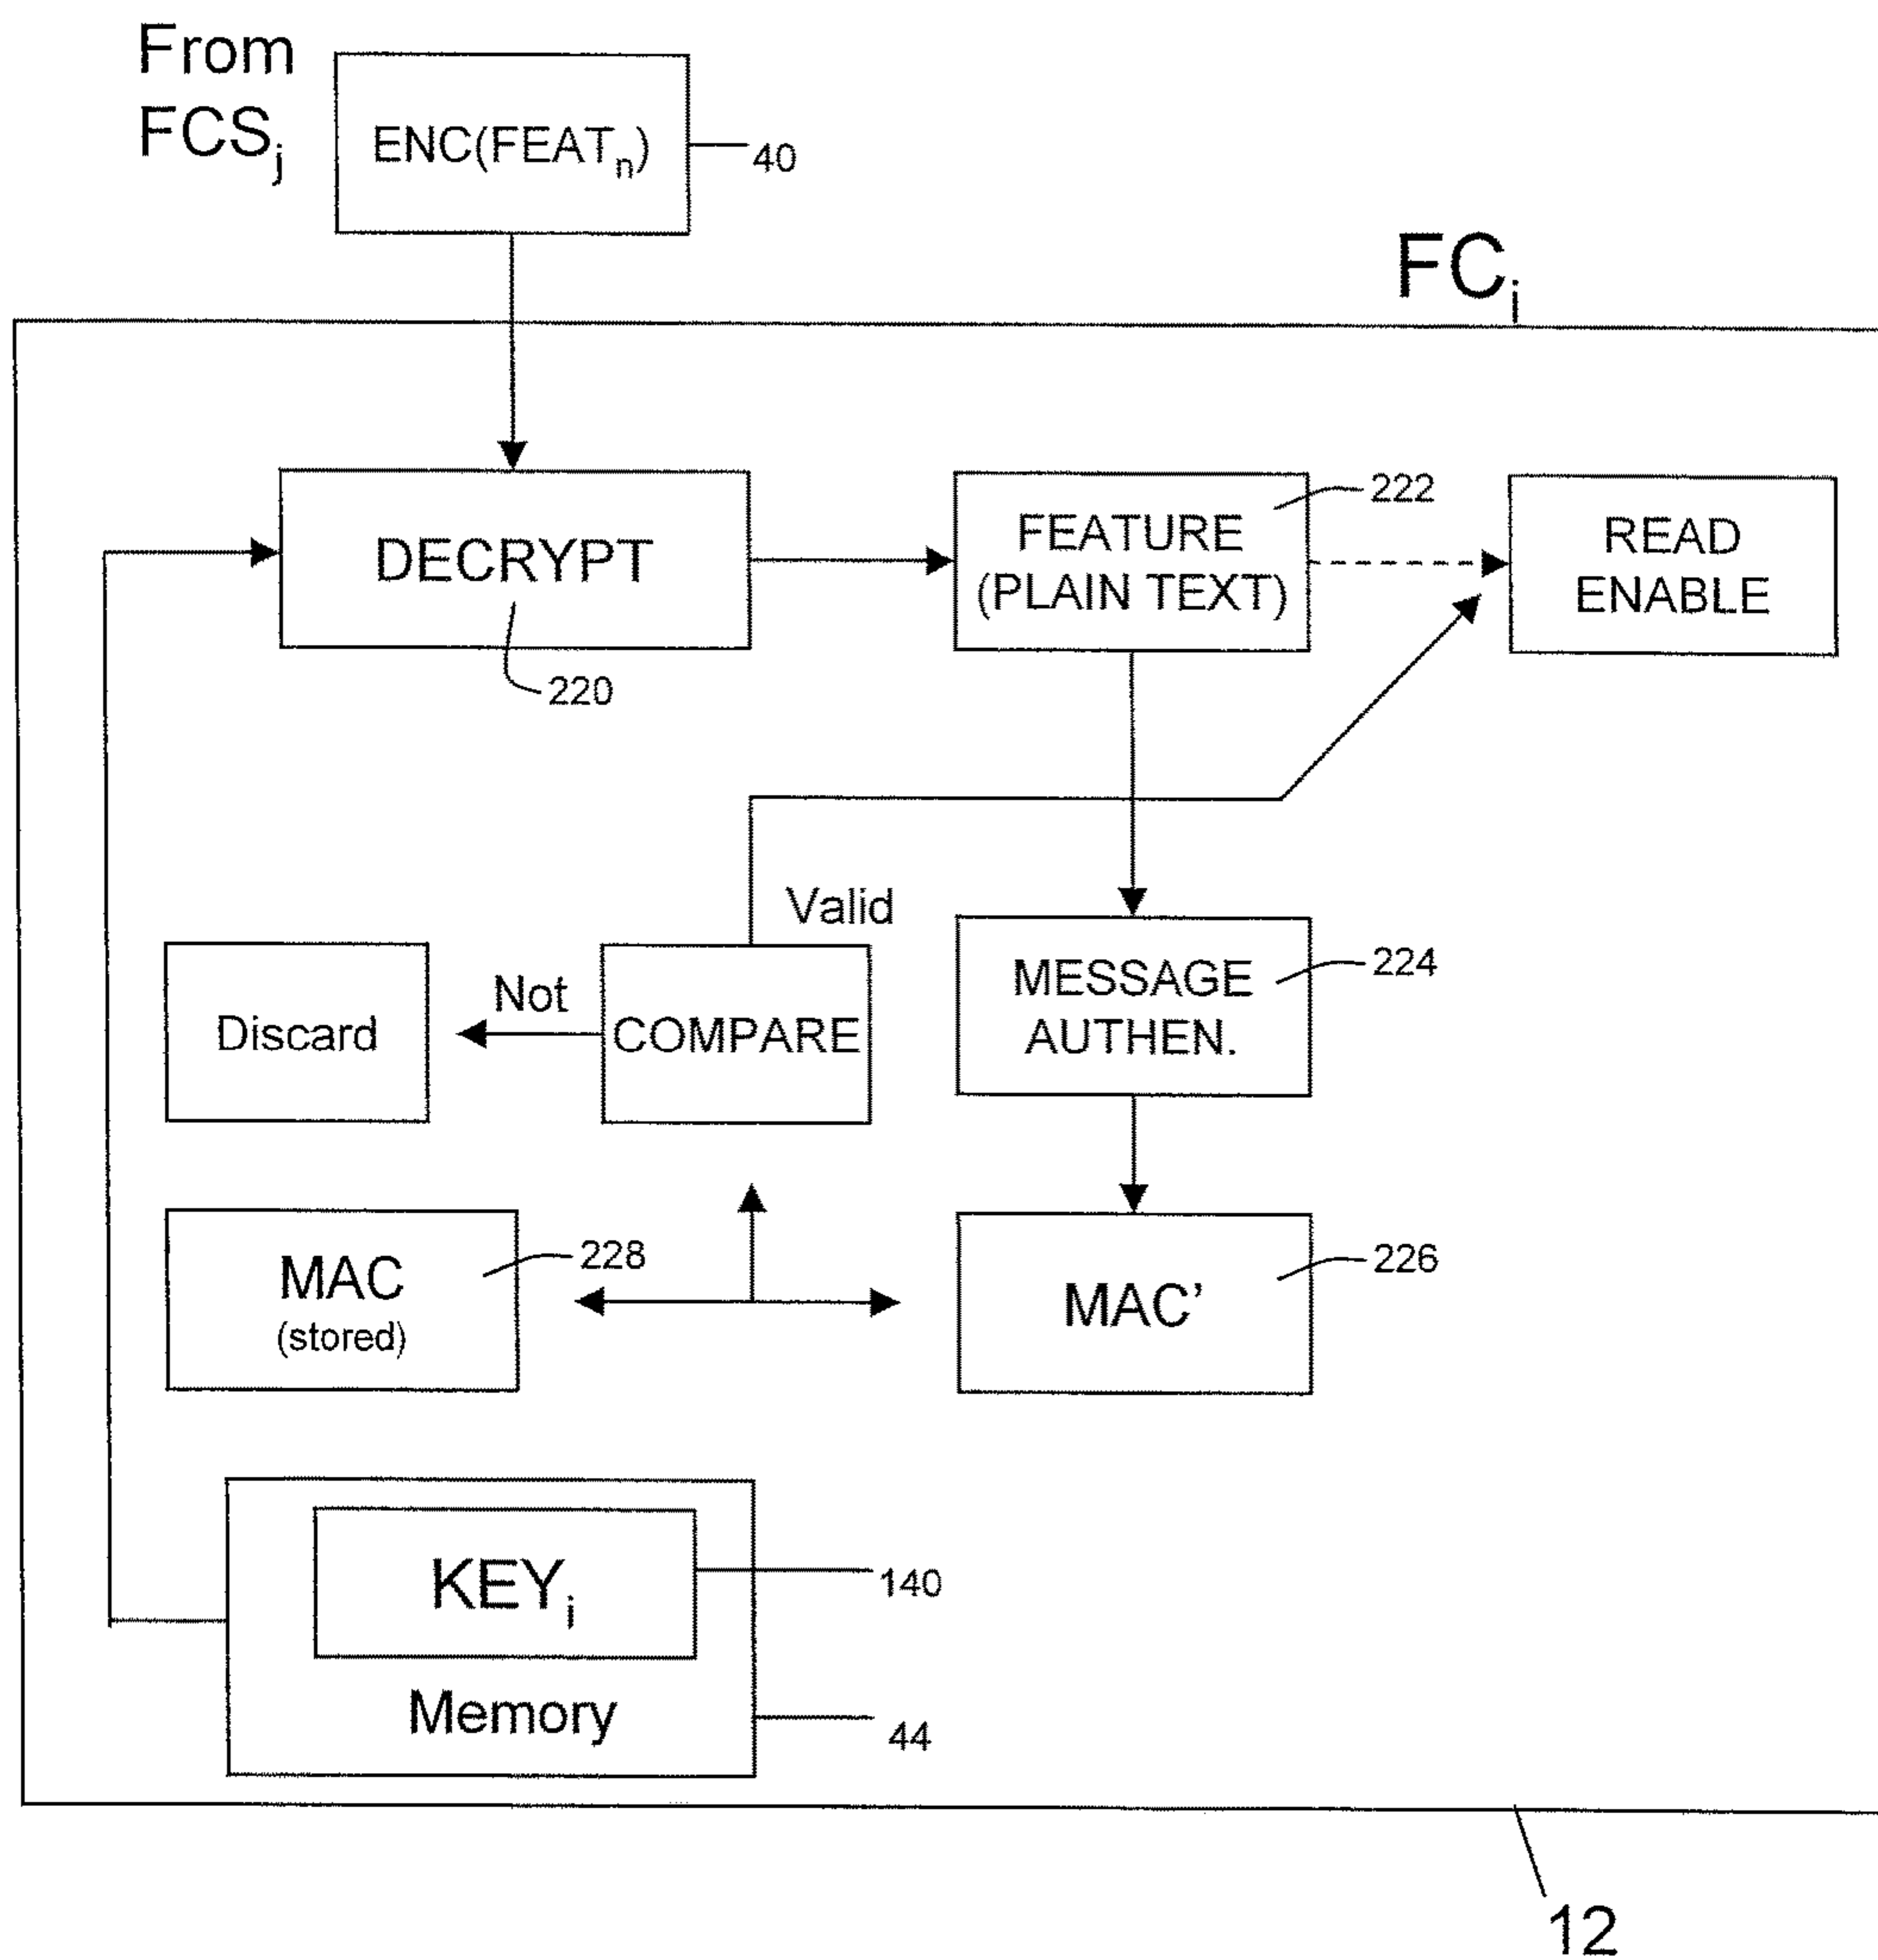 From
FCSj
ENC(FEATn)
40
FCi
DECRYPT
220
FEATURE
(PLAIN TEXT)
222
READ
ENABLE
Valid
Discard
Not
COMPARE
MESSAGE
AUTHEN.
224
MAC
(stored)
228
MAC’
226
KEYi
140
Memory
44
12